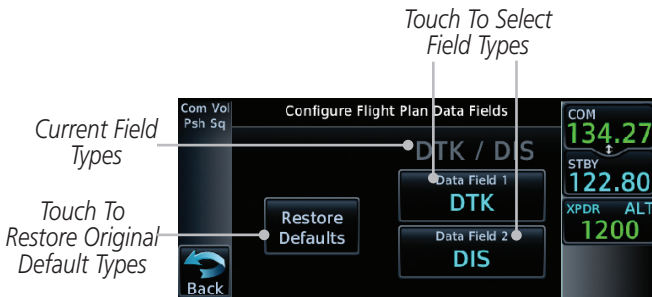 Touch To Select
Field Types
Current Field
Types
Touch To
Restore Original
Default Types
Com Vol
Psh Sq
Configure Flight Plan Data Fields
DTK / DIS
Data Field 1
DTK
Restore
Defaults
Data Field 2
DIS
Back
COM
134.27
STBY
122.80
XPDR ALT
1200